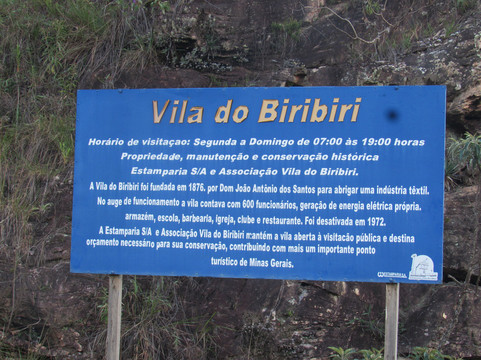 Vila do Biribiri
Horário de visitaçao: Segunda a Domingo de 07:00 às 19:00 horas
Propriedade, manutenção e conservação histórica
Estamparia S/A e Associação Vila do Biribiri.
A Vila do Biribiri foi fundada em 1876, por Dom João Antônio dos Santos para abrigar uma indústria têxtil.
No auge de funcionamento a vila contava com 600 funcionários, geração de energia elétrica própria.
armazém, escola, barbearia, igreja, clube e restaurante. Foi desativada em 1972.
A Estamparia S/A e Associação Vila do Biribiri mantém a vila aberta à visitacão pública e destina
orçamento necessário para sua conservação, contribuindo com mais um importante ponto
turístico de Minas Gerais.
ESTAMPARIA